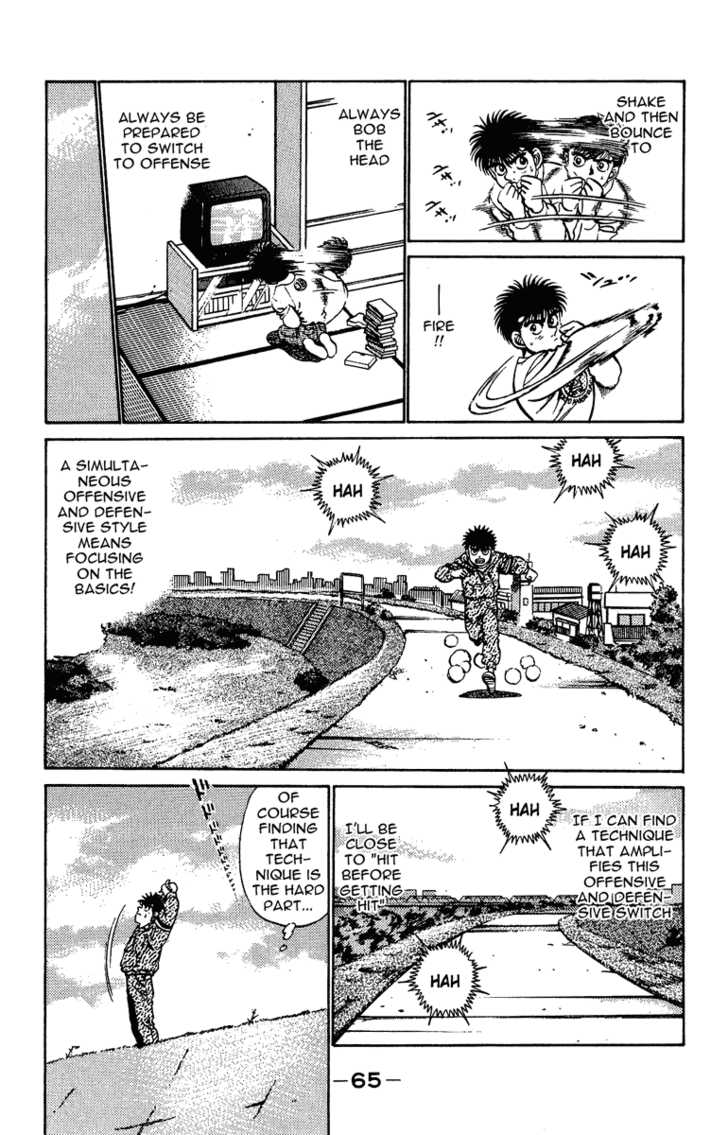 SHAKE
AND THEN
BOUNCE
TO
FIRE
!!
ALWAYS
BOB
THE
HEAD
ALWAYS BE
PREPARED
TO SWITCH
TO OFFENSE
HAH
HAH
HAH
A SIMULTA-
NEOUS
OFFENSIVE
AND DEFEN-
SIVE STYLE
MEANS
FOCUSING
ON THE
BASICS!
HAH
IF I CAN FIND
A TECHNIQUE
THAT AMPLI-
FIES THIS
OFFENSIVE
AND DEFEN-
SIVE SWITCH
I'LL BE
CLOSE
TO "HIT
BEFORE
GETTING
HIT"
HAH
OF
COURSE
FINDING
THAT
TECH-
NIQUE IS
THE HARD
PART...
-65-